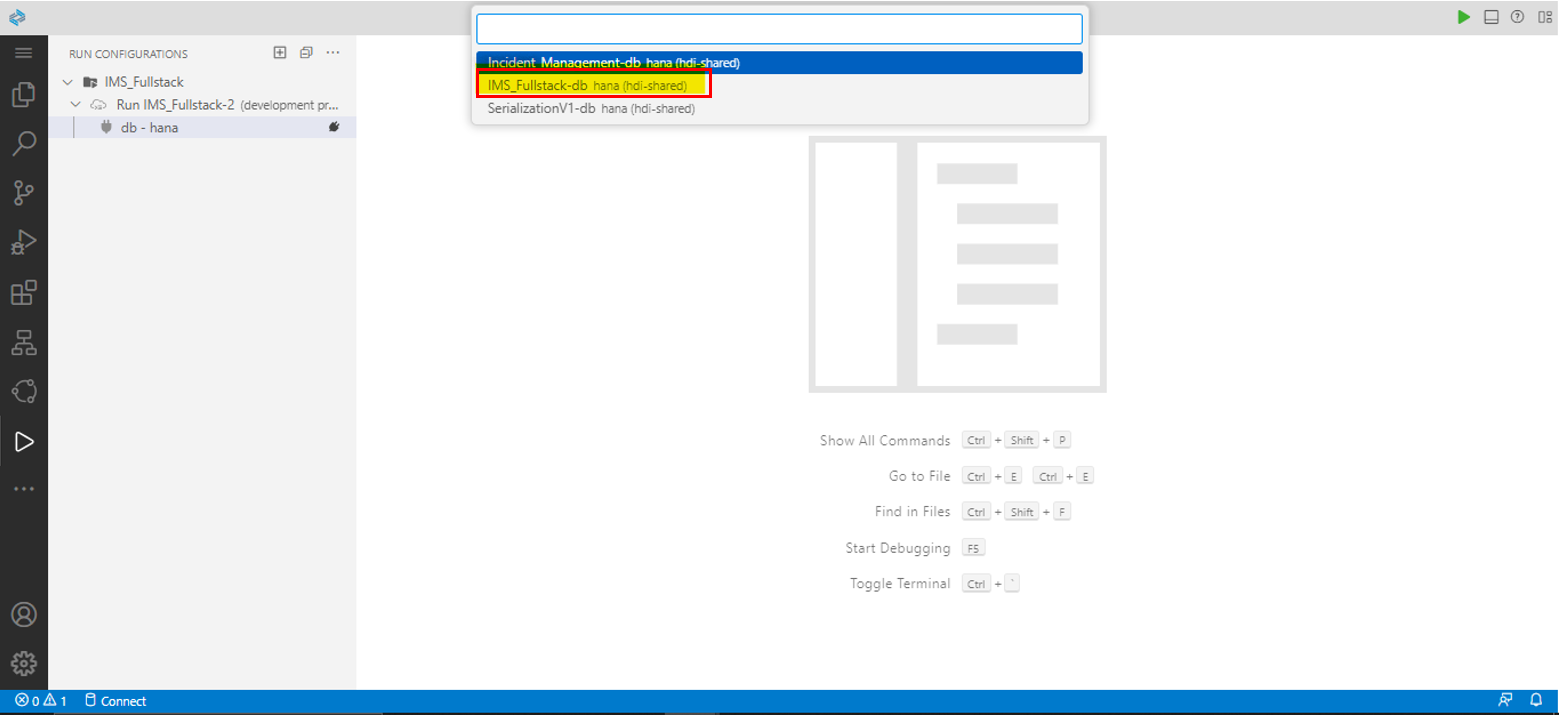 RUN CONFIGURATIONS
IMS_Fullstack
Run IMS_Fullstack-2 (development pr...
db - hana
Incident Management-db hana (hdi-shared)
IMS_Fullstack-db hana (hdi-shared)
SerializationV1-db hana (hdi-shared)
Show All Commands Ctrl + Shift + P
Go to File Ctrl + E Ctrl + E
Find in Files Ctrl + Shift + F
Start Debugging F5
Toggle Terminal Ctrl + `
0 1 Connect